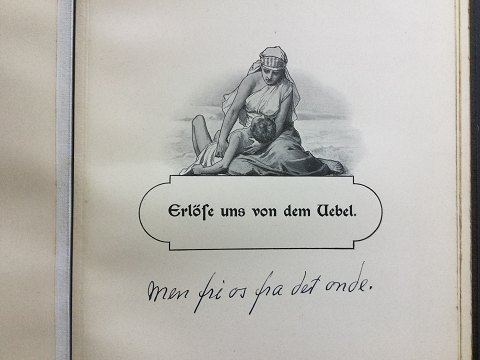 Erlöse uns von dem Uebel.
Men fri os fra det onde.